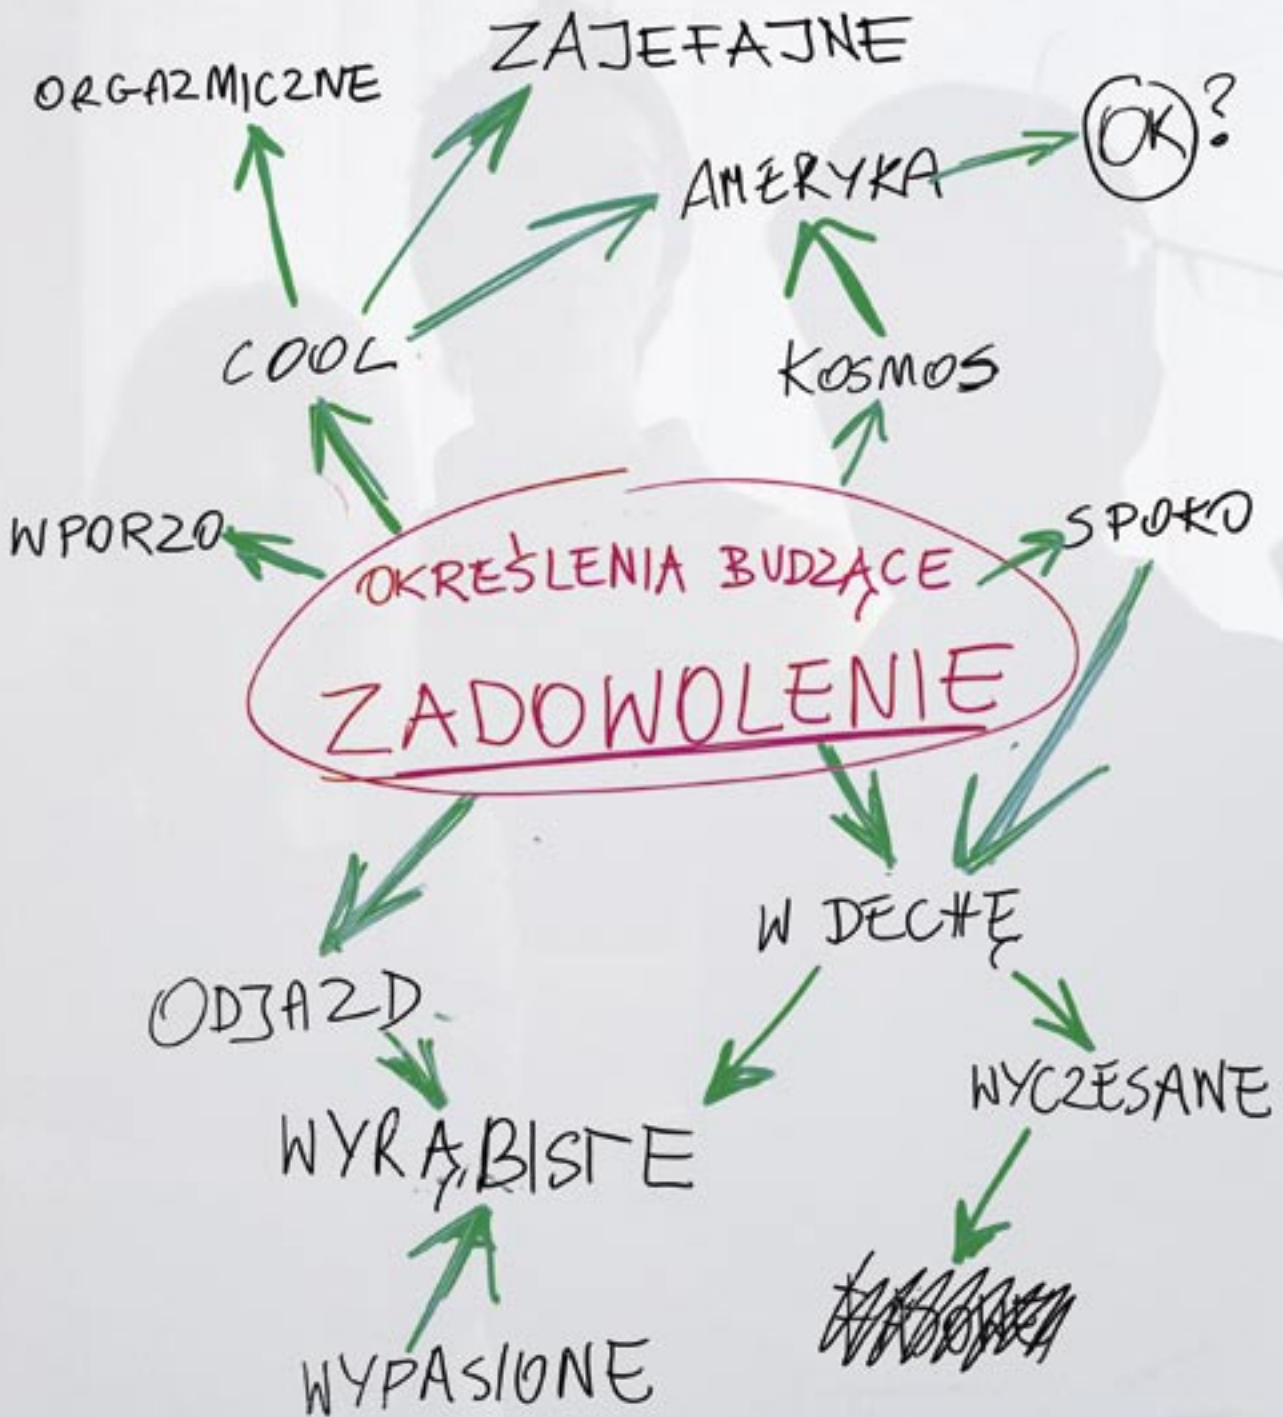 ZAJEFAJNE
ORGAZMICZNE
OK?
AMERYKA
COOL
KOSMOS
WPORZO
SPOKO
OKREŚLENIA BUDZĄCE
ZADOWOLENIE
W DECHĘ
ODJAZD
WYCZESANE
WYRĄBISTE
WYPASIONE